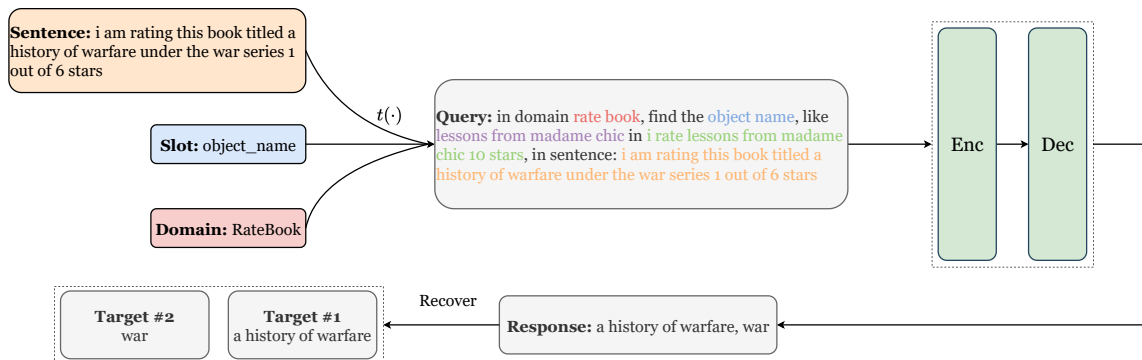 Sentence: i am rating this book titled a
history of warfare under the war series 1
out of 6 stars
t(·)
Slot: object_name
Domain: RateBook
Query: in domain rate book, find the object name, like
lessons from madame chic in i rate lessons from madame
chic 10 stars, in sentence: i am rating this book titled a
history of warfare under the war series 1 out of 6 stars
Enc
Dec
Target #2
war
Target #1
a history of warfare
Recover
Response: a history of warfare, war